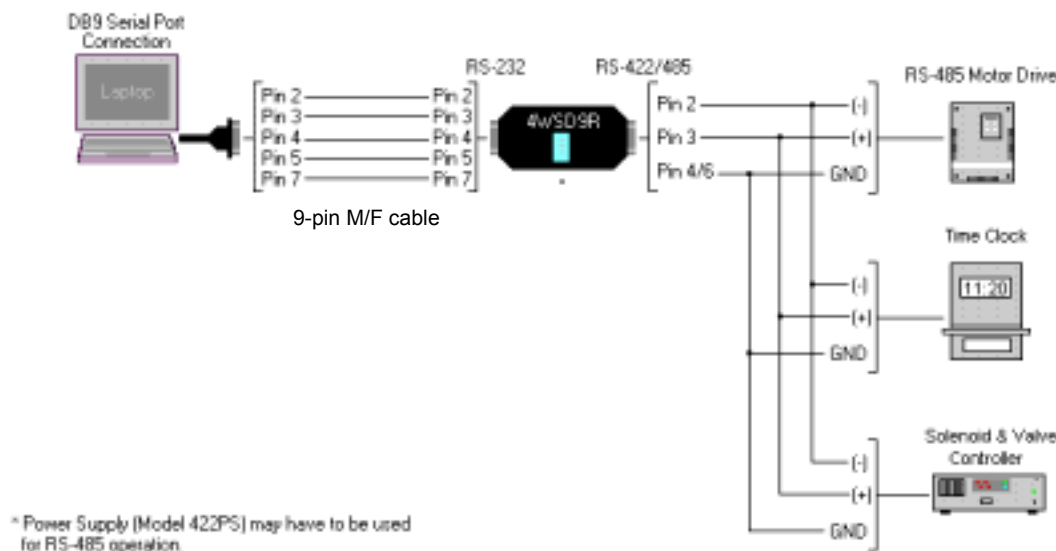 DB9 Serial Port
Connection
Laptop
RS-232
RS-422/485
RS-485 Motor Drive
Pin 2
Pin 3
Pin 4
Pin 5
Pin 7
Pin 2
Pin 3
Pin 4
Pin 5
Pin 7
4WSD9R
*
Pin 2
Pin 3
Pin 4/6
(-)
(+)
GND
9-pin M/F cable
Time Clock
11:20
(-)
(+)
GND
Solenoid & Valve
Controller
(-)
(+)
GND
* Power Supply (Model 422PS) may have to be used
for RS-485 operation.